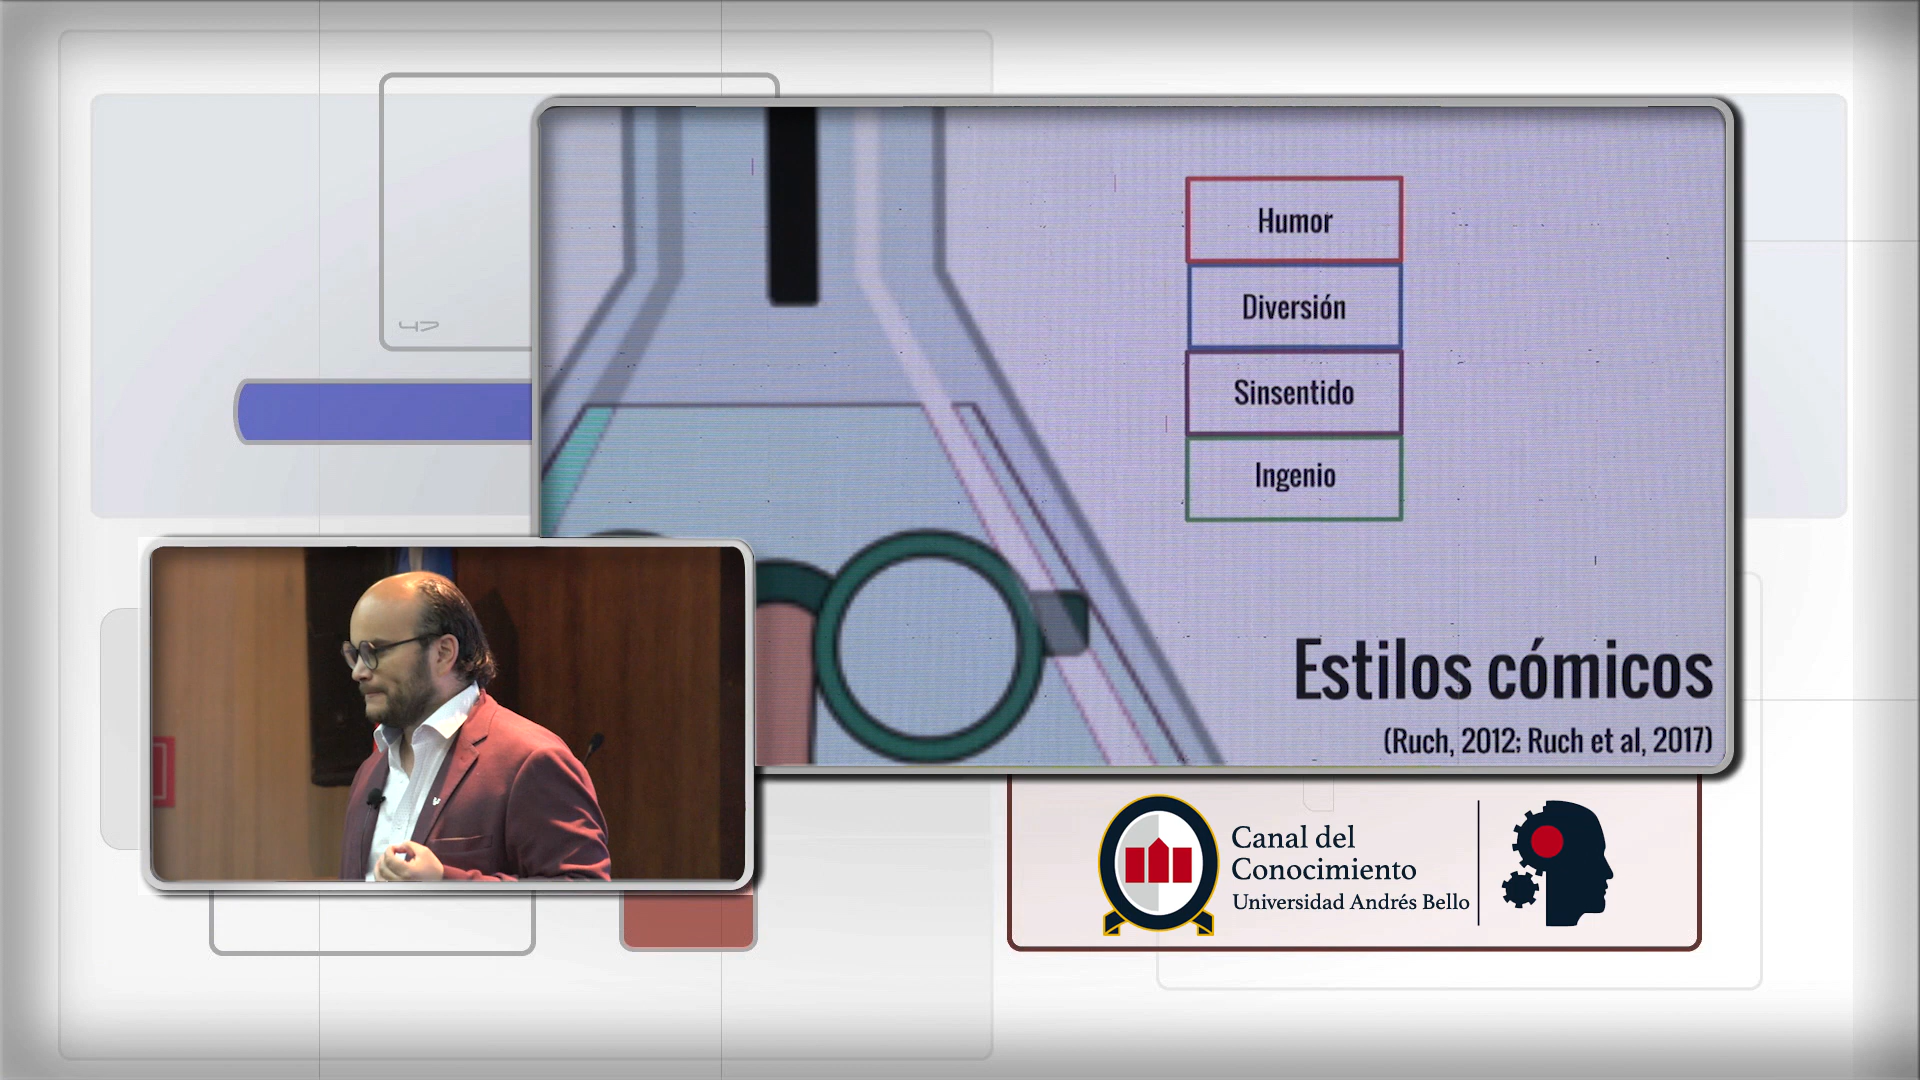 Humor
Diversión
Sinsentido
Ingenio
Estilos cómicos
(Ruch, 2012; Ruch et al, 2017)
Canal del
Conocimiento
Universidad Andrés Bello